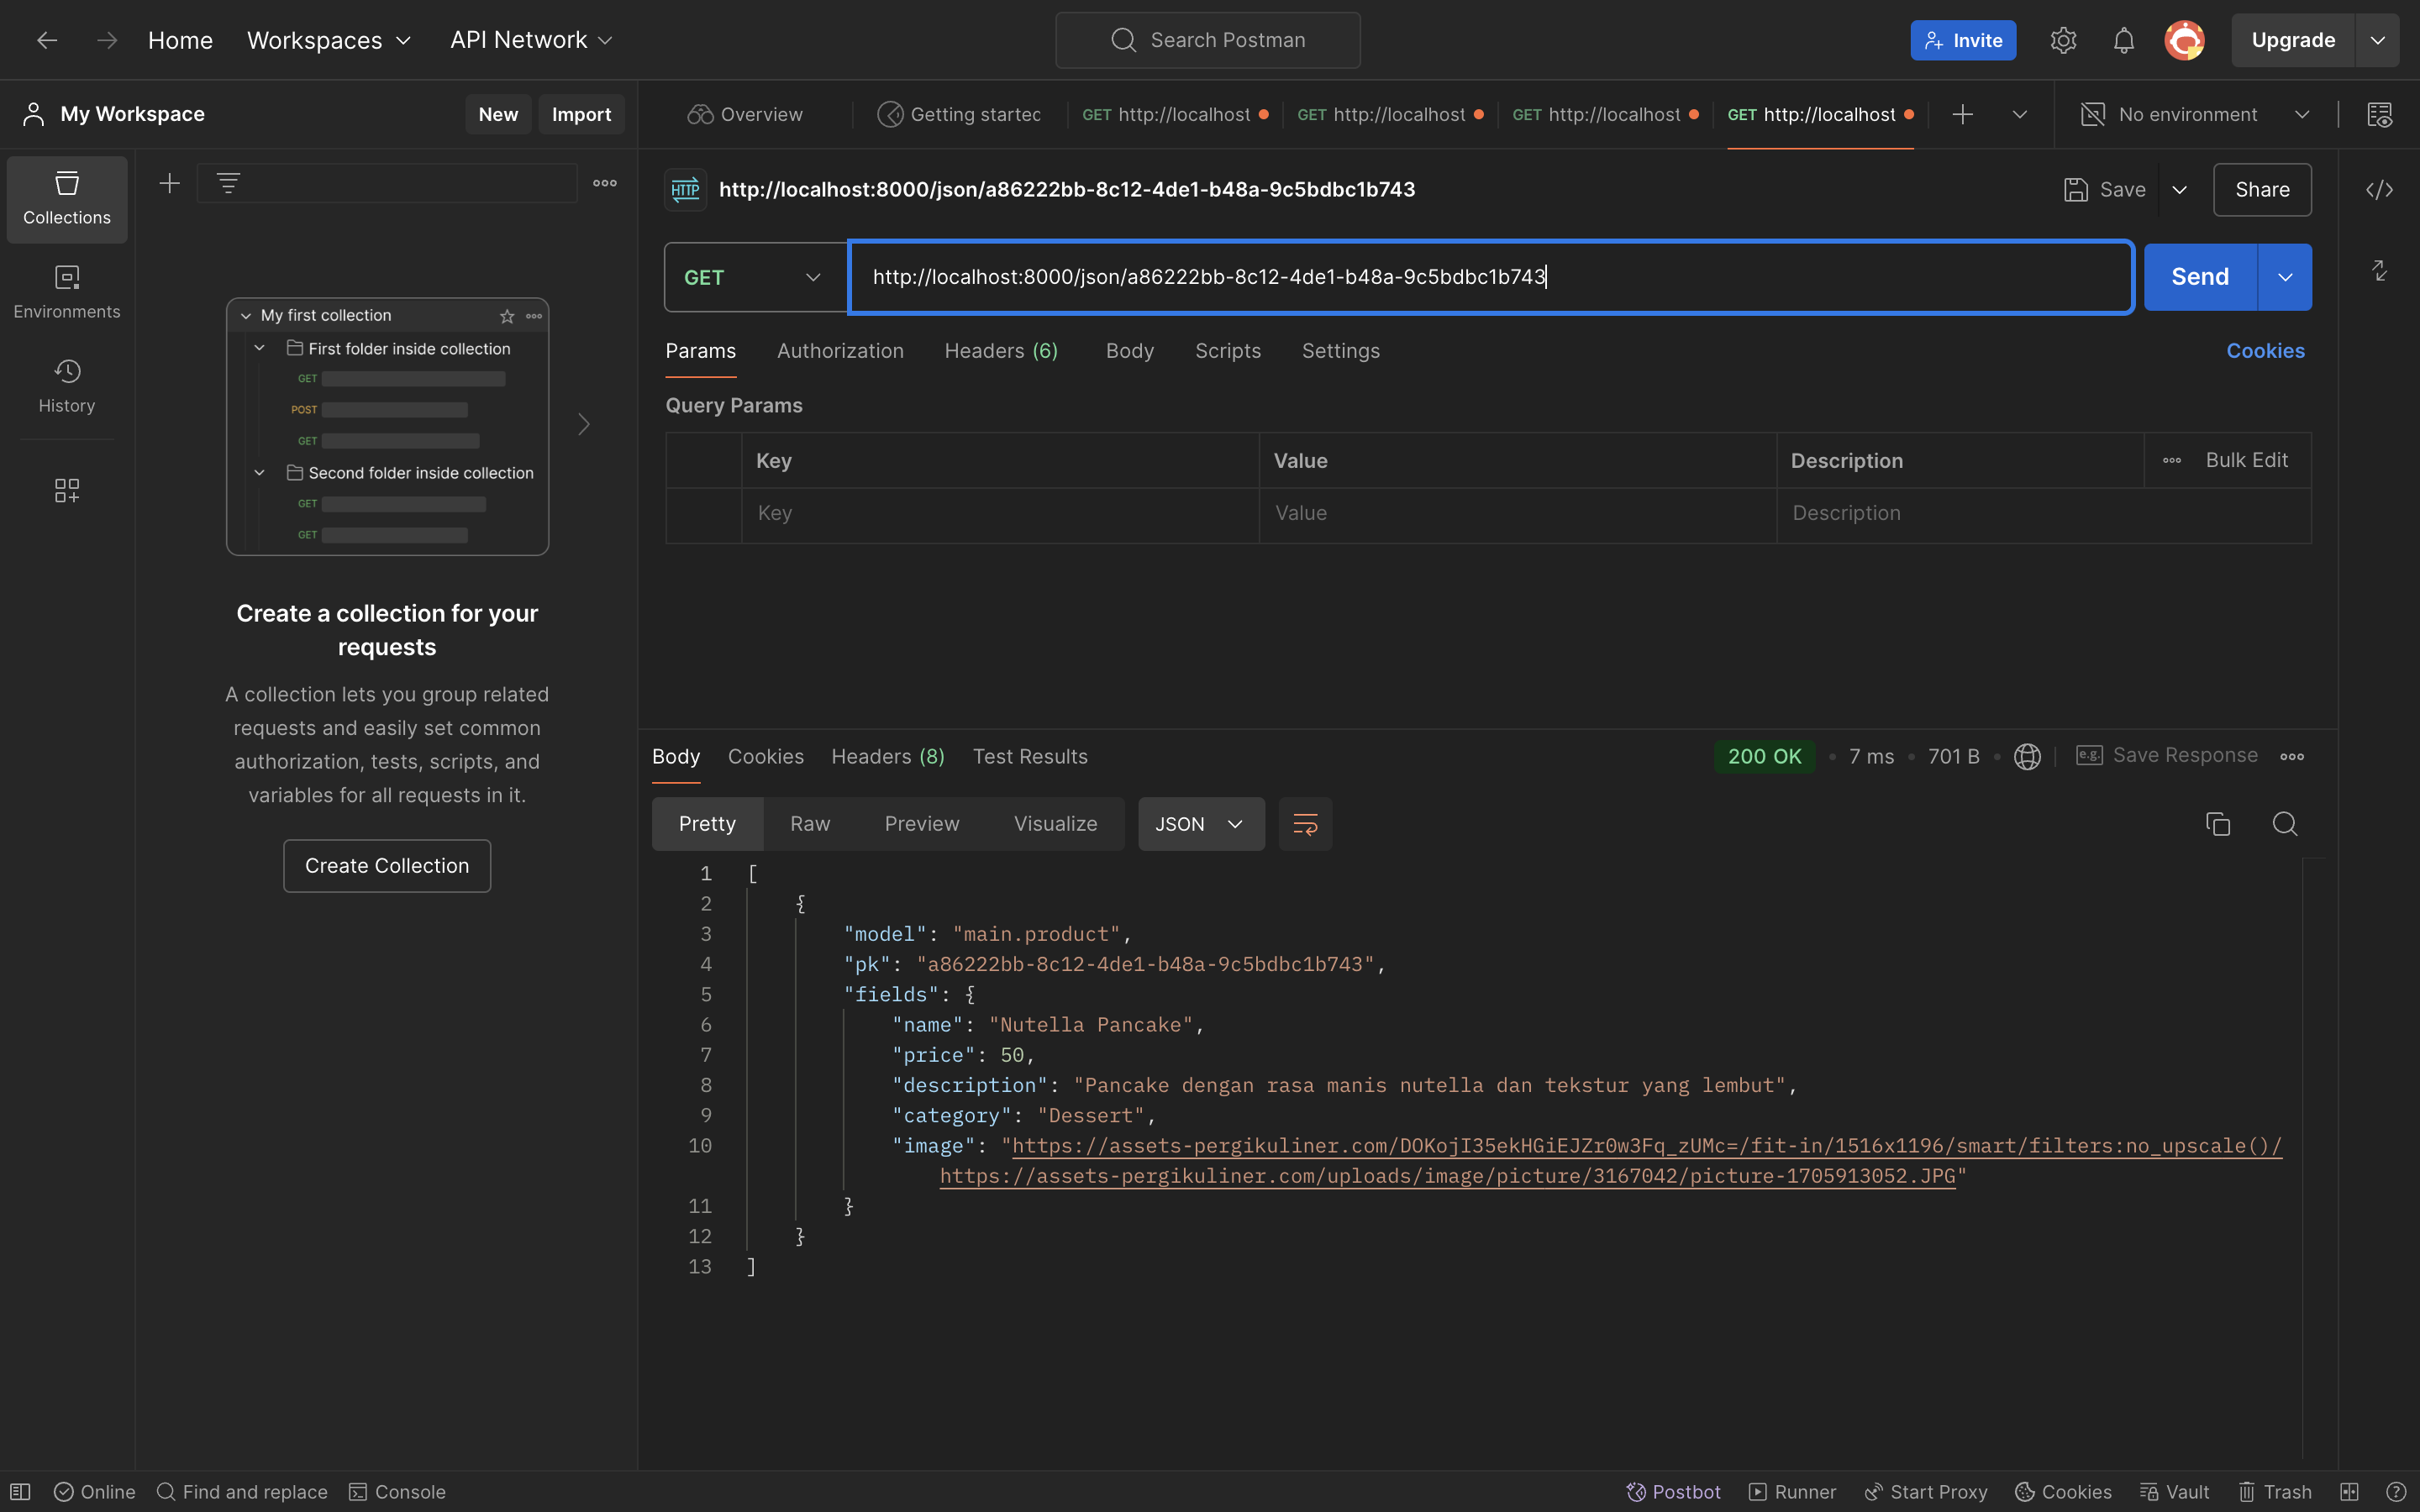 Home Workspaces API Network Search Postman Invite Upgrade
My Workspace New Import
Overview Getting started GET http://localhost GET http://localhost GET http://localhost GET http://localhost No environment
Collections
Environments
History
My first collection
First folder inside collection
GET
POST
GET
Second folder inside collection
GET
GET
Create a collection for your
requests
A collection lets you group related
requests and easily set common
authorization, tests, scripts, and
variables for all requests in it.
Create Collection
HTTP http://localhost:8000/json/a86222bb-8c12-4de1-b48a-9c5bdbc1b743 Save Share
GET http://localhost:8000/json/a86222bb-8c12-4de1-b48a-9c5bdbc1b743 Send
Params Authorization Headers (6) Body Scripts Settings Cookies
Query Params
Key Value Description Bulk Edit
Key Value Description
Body Cookies Headers (8) Test Results 200 OK 7 ms 701 B e.g. Save Response
Pretty Raw Preview Visualize JSON
1 [
2 {
3 "model": "main.product",
4 "pk": "a86222bb-8c12-4de1-b48a-9c5bdbc1b743",
5 "fields": {
6 "name": "Nutella Pancake",
7 "price": 50,
8 "description": "Pancake dengan rasa manis nutella dan tekstur yang lembut",
9 "category": "Dessert",
10 "image": "https://assets-pergikuliner.com/DOKojI35ekHGiEJZr0w3Fq_zUMc=/fit-in/1516x1196/smart/filters:no_upscale()/
https://assets-pergikuliner.com/uploads/image/picture/3167042/picture-1705913052.JPG"
11 }
12 }
13 ]
Online Find and replace Console Postbot Runner Start Proxy Cookies Vault Trash